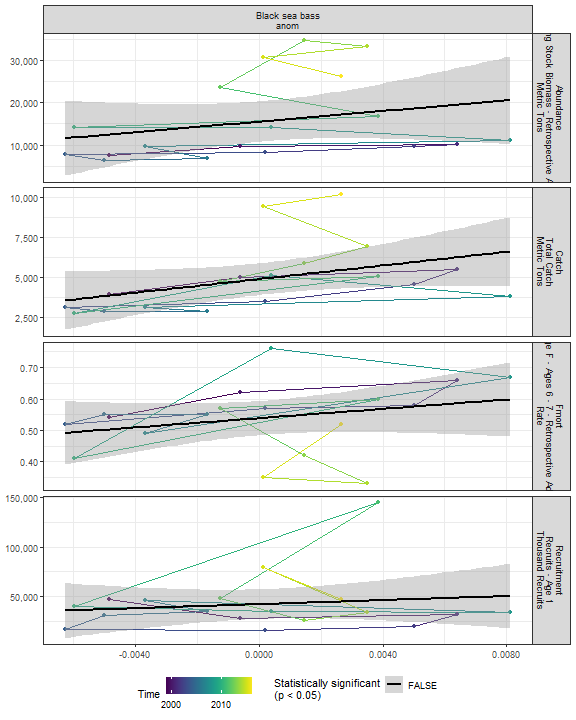 Black sea bass
anom
30,000
20,000
10,000
Abundance
Stock Biomass - Retrospective
Metric Tons
10,000
7,500
5,000
2,500
Catch
Total Catch
Metric Tons
0.70
0.60
0.50
0.40
Fmort
F - Ages 6 - 7 - Retrospective
Rate
150,000
100,000
50,000
Recruitment
Recruits - Age 1
Thousand Recruits
-0.0040
0.0000
0.0040
0.0080
Time
2000
2010
Statistically significant
(p < 0.05)
FALSE